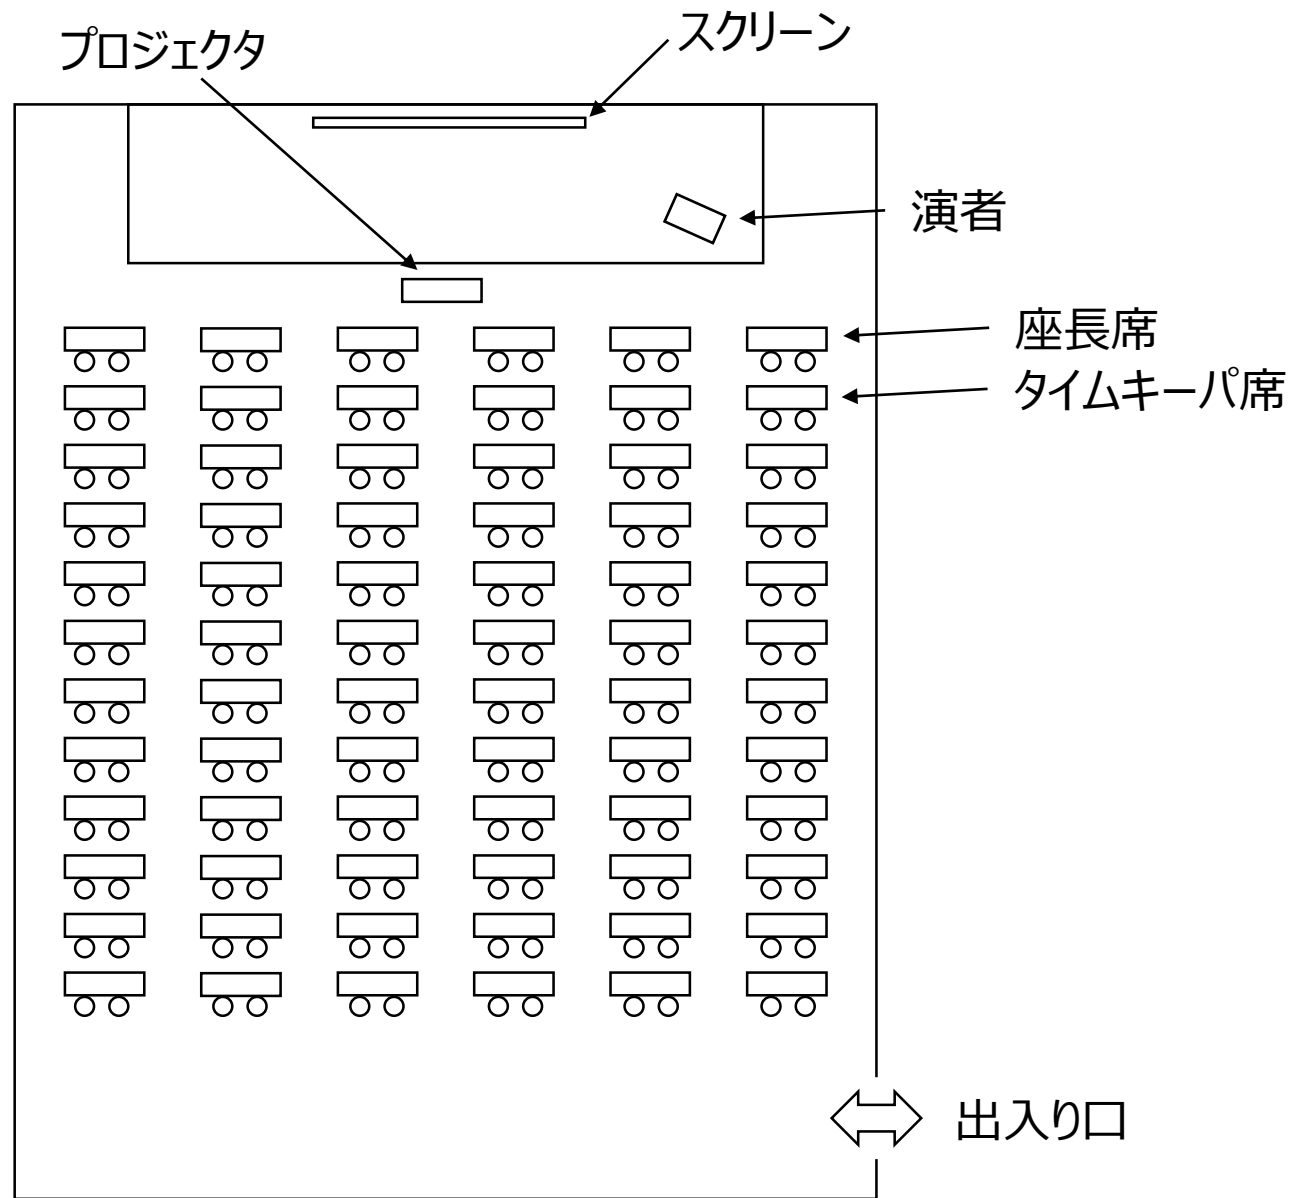 プロジェクタ
スクリーン
演者
座長席
タイムキーパ席
出入り口